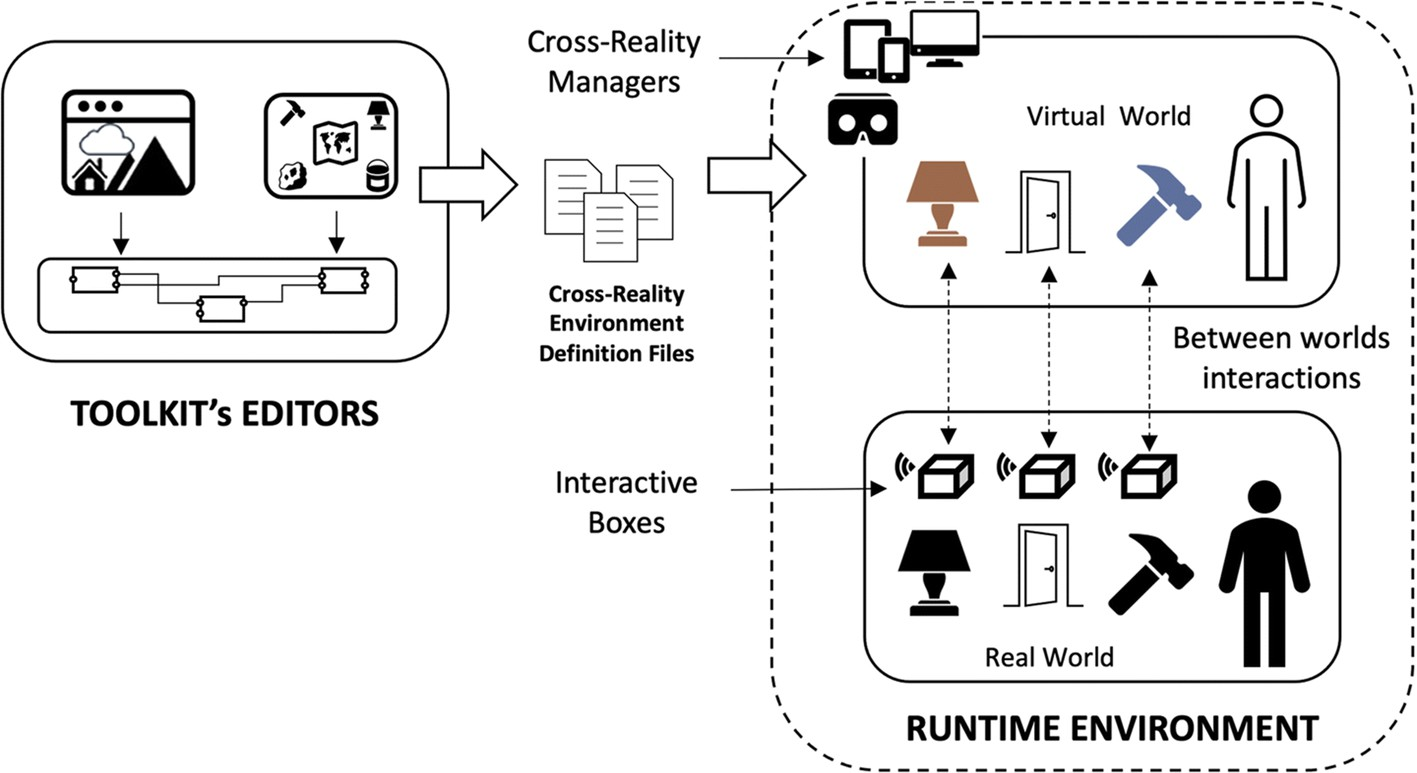 Cross-Reality
Managers
Virtual World
Cross-Reality
Environment
Definition Files
TOOLKIT's EDITORS
Between worlds
interactions
Interactive
Boxes
Real World
RUNTIME ENVIRONMENT